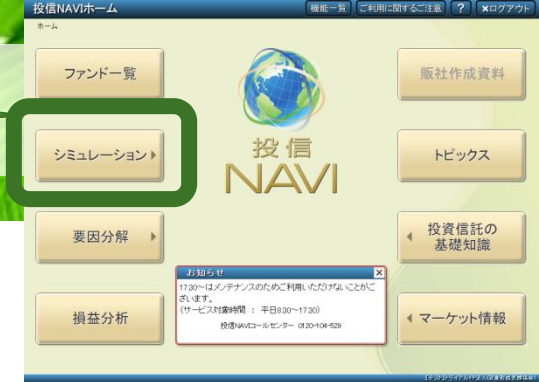 投信NAVIホーム
機能一覧 ご利用に関するご注意 ? ×ログアウト
ホーム
ファンド一覧
販社作成資料
シミュレーション
投信
NAVI
トピックス
要因分解
投資信託の
基礎知識
お知らせ ×
17:30～はメンテナンスのためご利用いただけないことがご
ざいます。
(サービス対象時間 : 平日8:30～17:30)
投信NAVIコールセンター 0120-104-529
損益分析
マーケット情報